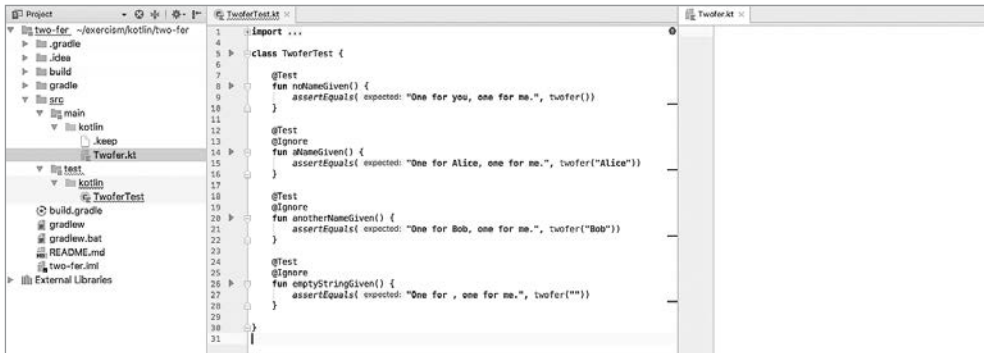 Project
two-fer ~/exercism/kotlin/two-fer
.gradle
.idea
build
gradle
src
main
kotlin
.keep
Twofer.kt
test
kotlin
TwoferTest
build.gradle
gradlew
gradlew.bat
README.md
two-fer.iml
External Libraries
TwoferTest.kt
1 import ...
4
5 class TwoferTest {
6
7 @Test
8 fun noNameGiven() {
9 assertEquals( expected: "One for you, one for me.", twofer())
10 }
11
12 @Test
13 @Ignore
14 fun aNameGiven() {
15 assertEquals( expected: "One for Alice, one for me.", twofer("Alice"))
16 }
17
18 @Test
19 @Ignore
20 fun anotherNameGiven() {
21 assertEquals( expected: "One for Bob, one for me.", twofer("Bob"))
22 }
23
24 @Test
25 @Ignore
26 fun emptyStringGiven() {
27 assertEquals( expected: "One for , one for me.", twofer(""))
28 }
29
30 }
31
Twofer.kt